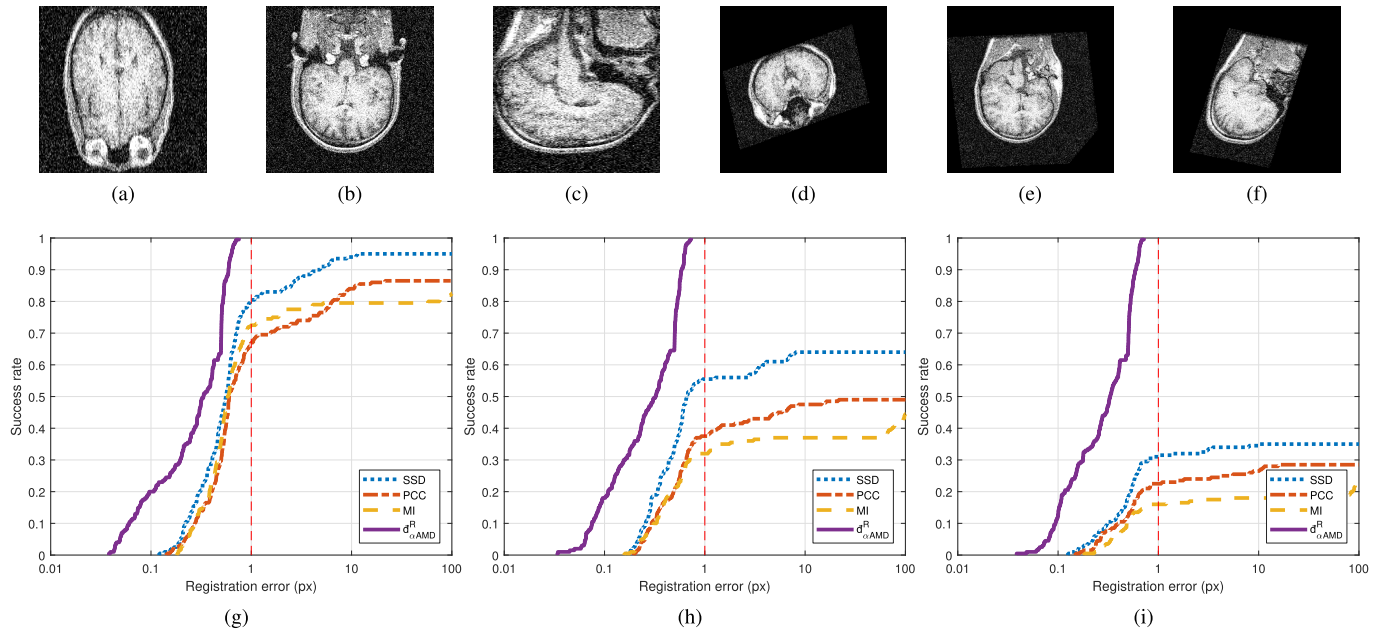 (a) (b) (c) (d) (e) (f)
1
0.9
0.8
0.7
0.6
0.5
0.4
0.3
0.2
0.1
0
Success rate
0.01 0.1 1 10 100
Registration error (px)
SSD
PCC
MI
đ^R_αAMD
(g)
1
0.9
0.8
0.7
0.6
0.5
0.4
0.3
0.2
0.1
0
Success rate
0.01 0.1 1 10 100
Registration error (px)
SSD
PCC
MI
đ^R_αAMD
(h)
1
0.9
0.8
0.7
0.6
0.5
0.4
0.3
0.2
0.1
0
Success rate
0.01 0.1 1 10 100
Registration error (px)
SSD
PCC
MI
đ^R_αAMD
(i)